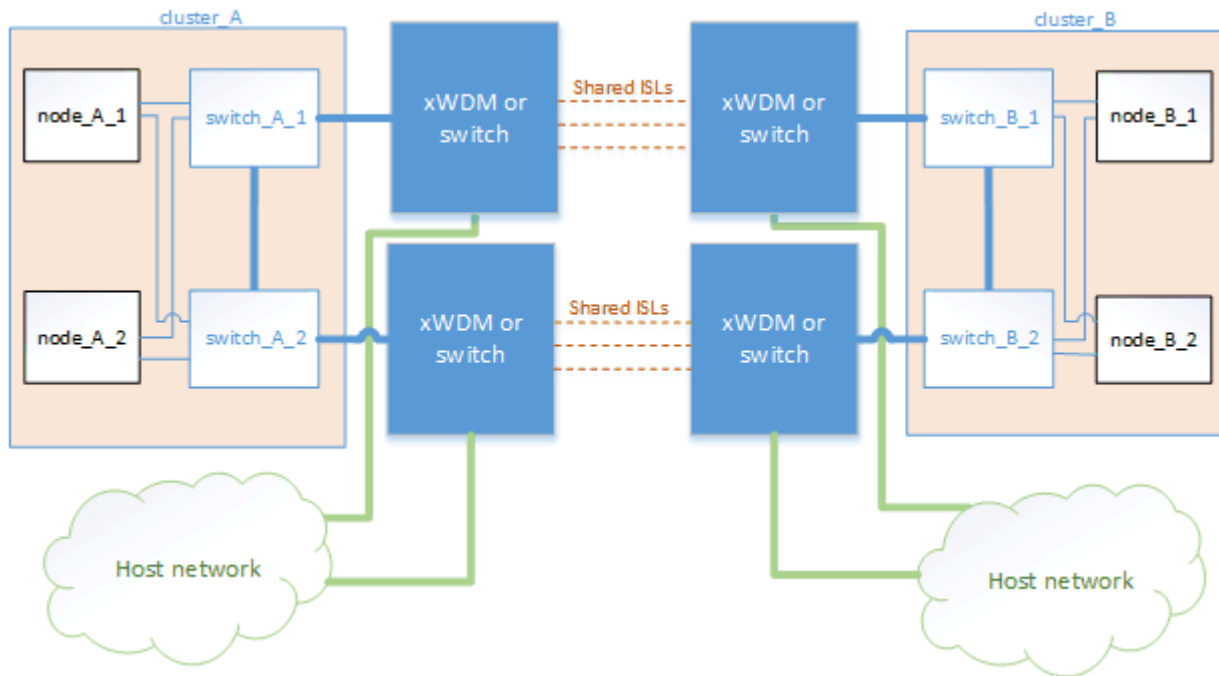 cluster_A
cluster_B
node_A_1
switch_A_1
xWDM or
switch
Shared ISLs
xWDM or
switch
switch_B_1
node_B_1
node_A_2
switch_A_2
xWDM or
switch
Shared ISLs
xWDM or
switch
switch_B_2
node_B_2
Host network
Host network